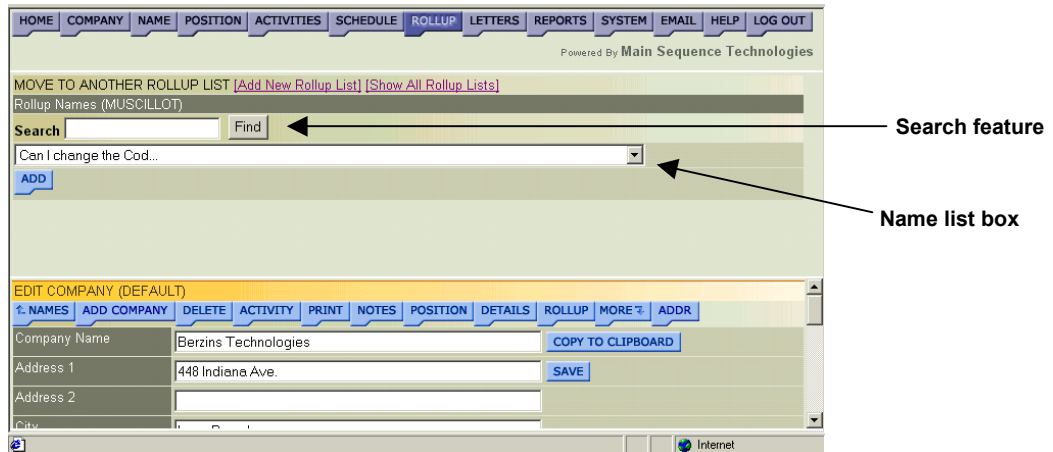 HOME COMPANY NAME POSITION ACTIVITIES SCHEDULE ROLLUP LETTERS REPORTS SYSTEM EMAIL HELP LOG OUT
Powered By Main Sequence Technologies
MOVE TO ANOTHER ROLLUP LIST [Add New Rollup List] [Show All Rollup Lists]
Rollup Names (MUSCILLOT)
Search Find
Search feature
Can I change the Cod...
ADD
Name list box
EDIT COMPANY (DEFAULT)
NAMES ADD COMPANY DELETE ACTIVITY PRINT NOTES POSITION DETAILS ROLLUP MORE ADDR
Company Name Berzins Technologies COPY TO CLIPBOARD
Address 1 448 Indiana Ave. SAVE
Address 2
City
Internet